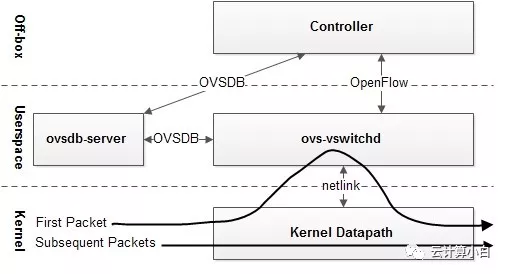 Off-box
Controller
OVSDB
OpenFlow
Userspace
ovsdb-server
OVSDB
ovs-vswitchd
netlink
Kernel
First Packet
Kernel Datapath
Subsequent Packets
云计算小白